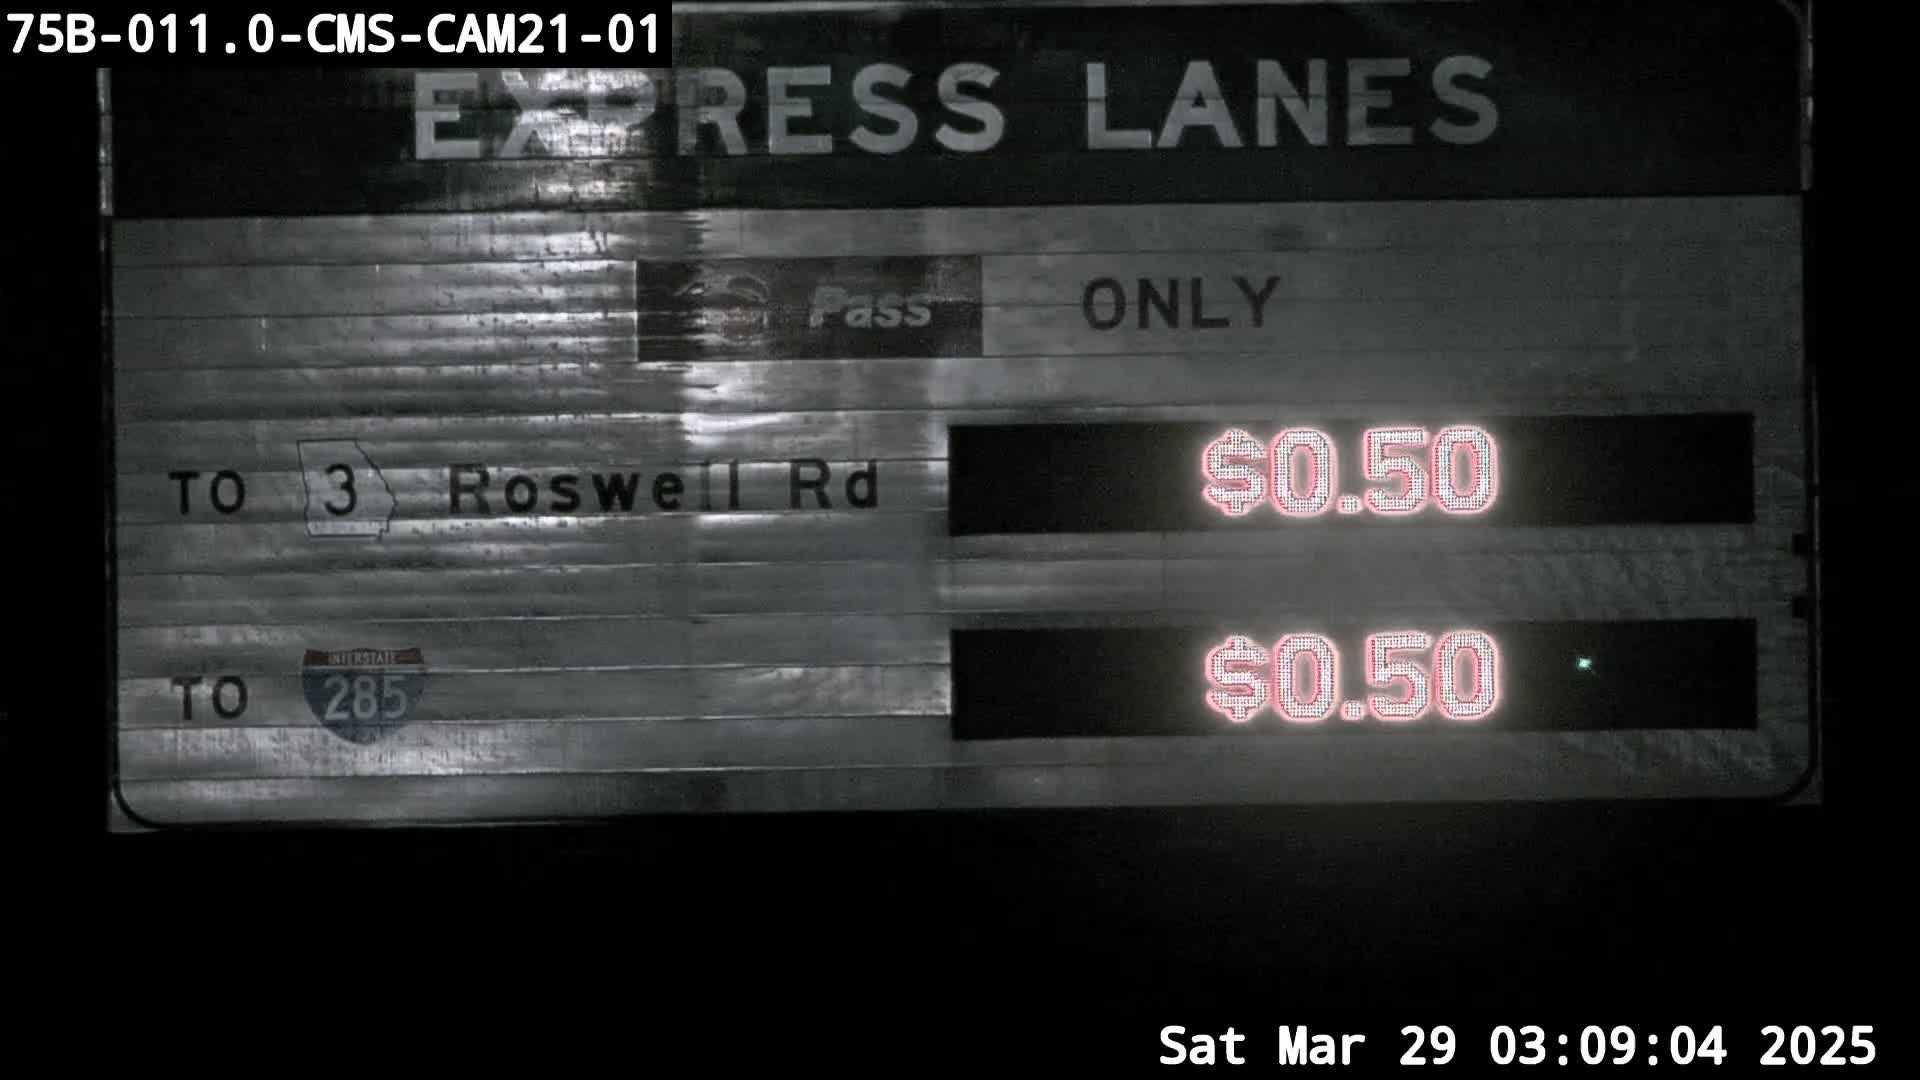 75B-011.0-CMS-CAM21-01
EXPRESS LANES
Pass ONLY
TO 3 Roswell Rd $0.50
INTERSTATE
TO 285 $0.50
Sat Mar 29 03:09:04 2025